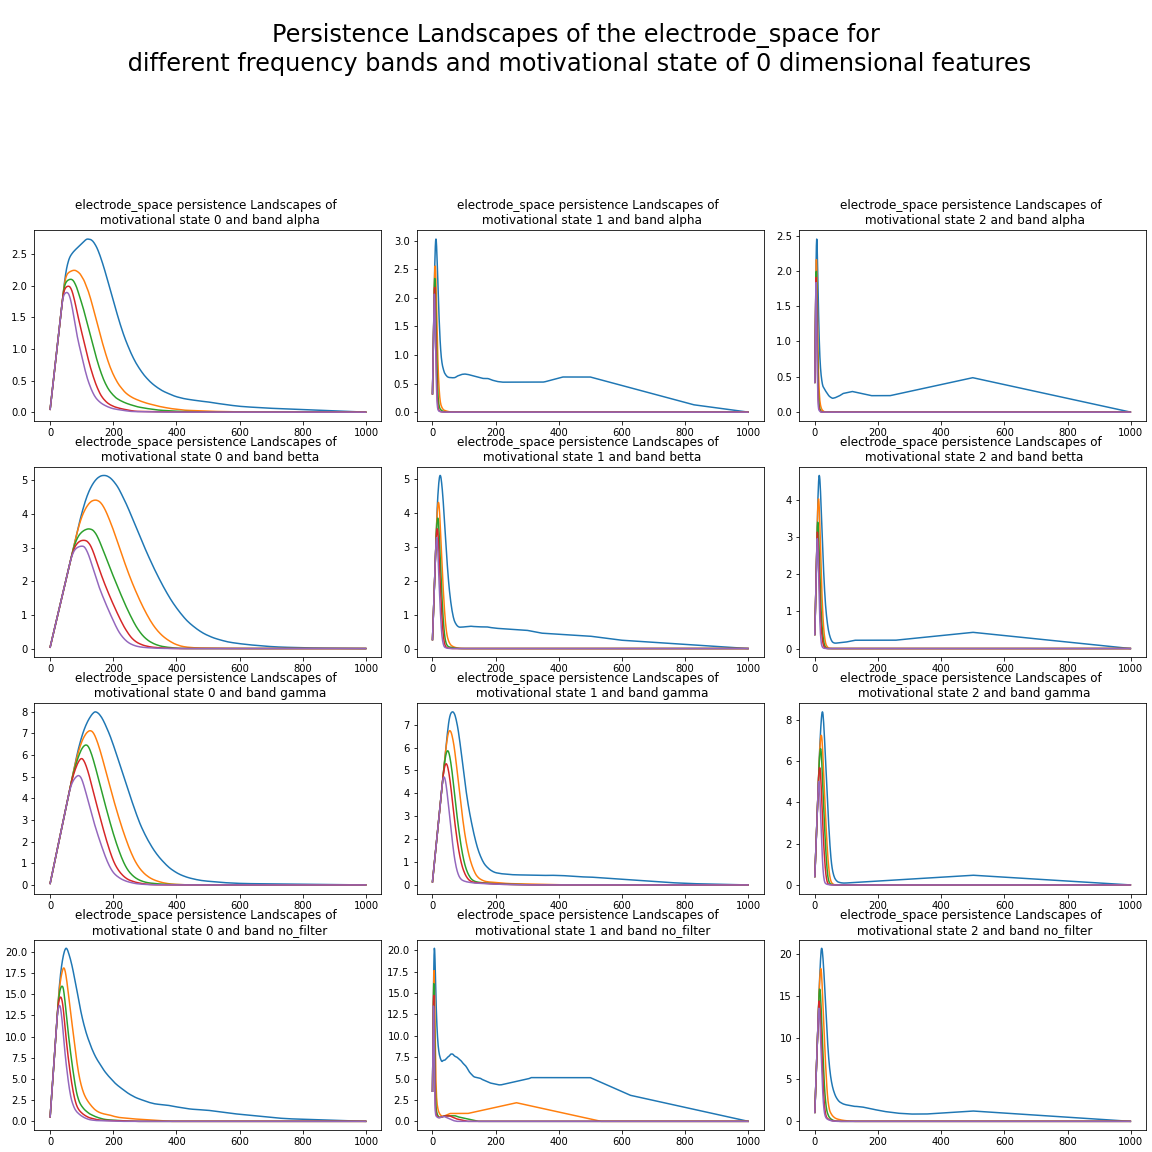 Persistence Landscapes of the electrode_space for
different frequency bands and motivational state of 0 dimensional features
electrode_space persistence Landscapes of
motivational state 0 and band alpha
2.5
2.0
1.5
1.0
0.5
0.0
0 200 400 600 800 1000
electrode_space persistence Landscapes of
motivational state 1 and band alpha
3.0
2.5
2.0
1.5
1.0
0.5
0.0
0 200 400 600 800 1000
electrode_space persistence Landscapes of
motivational state 2 and band alpha
2.5
2.0
1.5
1.0
0.5
0.0
0 200 400 600 800 1000
electrode_space persistence Landscapes of
motivational state 0 and band betta
5
4
3
2
1
0
0 200 400 600 800 1000
electrode_space persistence Landscapes of
motivational state 1 and band betta
5
4
3
2
1
0
0 200 400 600 800 1000
electrode_space persistence Landscapes of
motivational state 2 and band betta
4
3
2
1
0
0 200 400 600 800 1000
electrode_space persistence Landscapes of
motivational state 0 and band gamma
8
7
6
5
4
3
2
1
0
0 200 400 600 800 1000
electrode_space persistence Landscapes of
motivational state 1 and band gamma
7
6
5
4
3
2
1
0
0 200 400 600 800 1000
electrode_space persistence Landscapes of
motivational state 2 and band gamma
8
6
4
2
0
0 200 400 600 800 1000
electrode_space persistence Landscapes of
motivational state 0 and band no_filter
20.0
17.5
15.0
12.5
10.0
7.5
5.0
2.5
0.0
0 200 400 600 800 1000
electrode_space persistence Landscapes of
motivational state 1 and band no_filter
20.0
17.5
15.0
12.5
10.0
7.5
5.0
2.5
0.0
0 200 400 600 800 1000
electrode_space persistence Landscapes of
motivational state 2 and band no_filter
20
15
10
5
0
0 200 400 600 800 1000